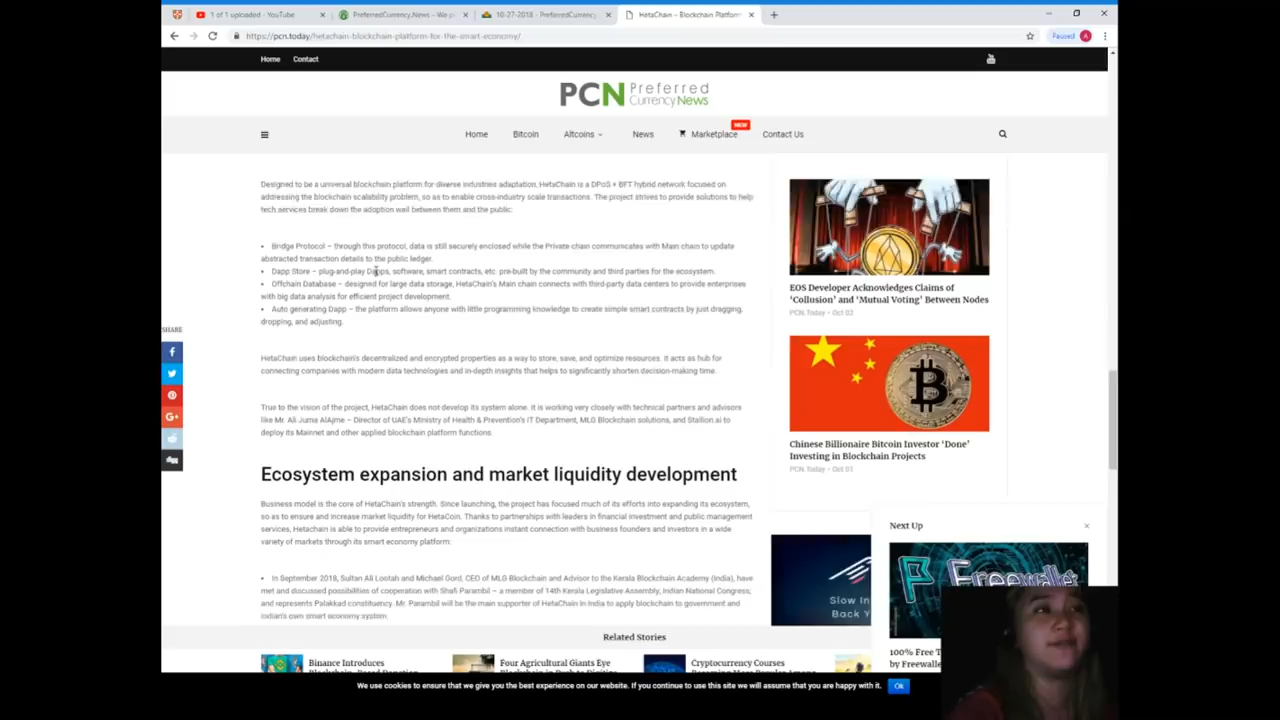 1 of 1 uploaded - YouTube
PreferredCurrency.News – We p
10-27-2018 - PreferredCurrency
HetaChain – Blockchain Platform
https://pcn.today/hetachain-blockchain-platform-for-the-smart-economy/
Paused
A
Home
Contact
PCN Preferred
CurrencyNews
NEW
Home
Bitcoin
Altcoins
News
Marketplace
Contact Us
Designed to be a universal blockchain platform for diverse industries adaptation, HetaChain is a DPoS + BFT hybrid network focused on
addressing the blockchain scalability problem, so as to enable cross-industry scale transactions. The project strives to provide solutions to help
tech services break down the adoption wall between them and the public:
• Bridge Protocol – through this protocol, data is still securely enclosed while the Private chain communicates with Main chain to update
abstracted transaction details to the public ledger.
• Dapp Store – plug-and-play Dapps, software, smart contracts, etc. pre-built by the community and third parties for the ecosystem.
• Offchain Database – designed for large data storage, HetaChain's Main chain connects with third-party data centers to provide enterprises
with big data analysis for efficient project development.
• Auto generating Dapp – the platform allows anyone with little programming knowledge to create simple smart contracts by just dragging,
dropping, and adjusting.
SHARE
HetaChain uses blockchain's decentralized and encrypted properties as a way to store, save, and optimize resources. It acts as hub for
connecting companies with modern data technologies and in-depth insights that helps to significantly shorten decision-making time.
True to the vision of the project, HetaChain does not develop its system alone. It is working very closely with technical partners and advisors
like Mr. Ali Juma AlAjme – Director of UAE's Ministry of Health & Prevention's IT Department, MLG Blockchain solutions, and Stallion.ai to
deploy its Mainnet and other applied blockchain platform functions.
Ecosystem expansion and market liquidity development
Business model is the core of HetaChain's strength. Since launching, the project has focused much of its efforts into expanding its ecosystem,
so as to ensure and increase market liquidity for HetaCoin. Thanks to partnerships with leaders in financial investment and public management
services, Hetachain is able to provide entrepreneurs and organizations instant connection with business founders and investors in a wide
variety of markets through its smart economy platform:
• In September 2018, Sultan Ali Lootah and Michael Gord, CEO of MLG Blockchain and Advisor to the Kerala Blockchain Academy (India), have
met and discussed possibilities of cooperation with Shafi Parambil – a member of 14th Kerala Legislative Assembly, Indian National Congress,
and represents Palakkad constituency. Mr. Parambil will be the main supporter of HetaChain in India to apply blockchain to government and
Indian's own smart economy system.
EOS Developer Acknowledges Claims of
'Collusion' and 'Mutual Voting' Between Nodes
PCN.Today - Oct 02
Chinese Billionaire Bitcoin Investor 'Done'
Investing in Blockchain Projects
PCN.Today - Oct 01
Next Up
Slow In
Back Y
Freewalle
100% Free T
by Freewalle
Related Stories
Binance Introduces
Four Agricultural Giants Eye
Cryptocurrency Courses
We use cookies to ensure that we give you the best experience on our website. If you continue to use this site we will assume that you are happy with it.
Ok